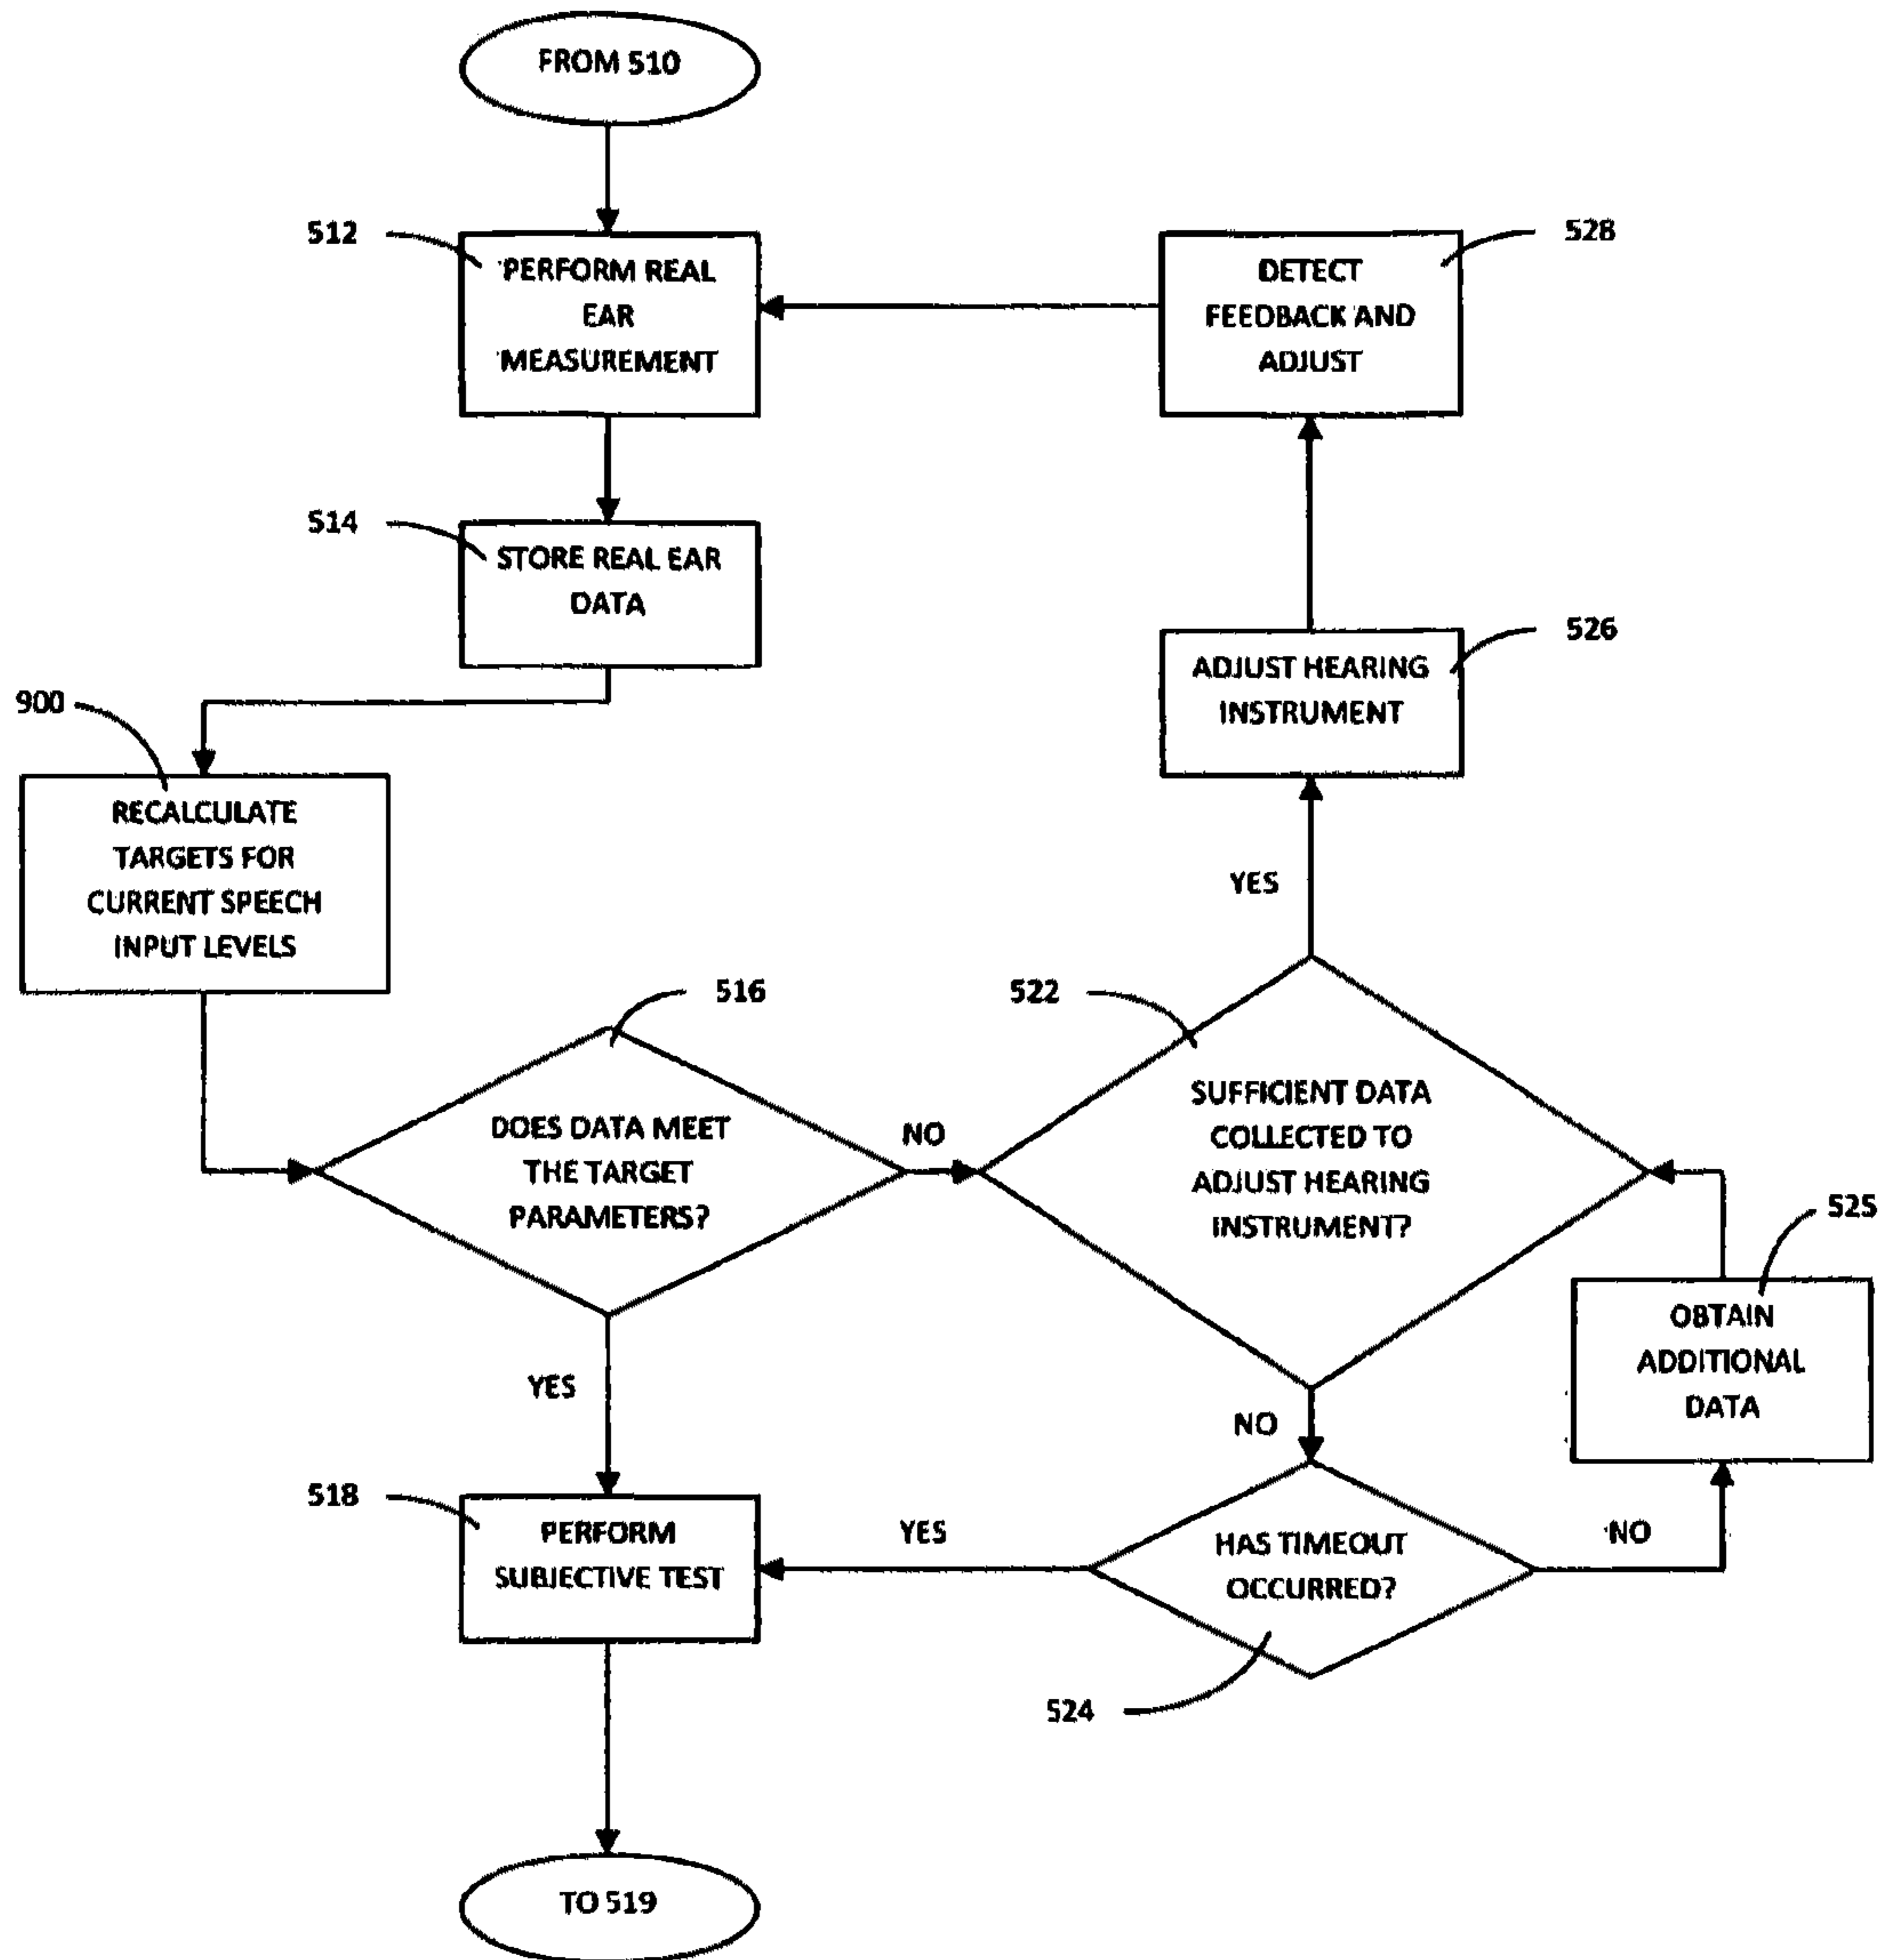 FROM 510
512
PERFORM REAL
EAR
MEASUREMENT
528
DETECT
FEEDBACK AND
ADJUST
514
STORE REAL EAR
DATA
526
ADJUST HEARING
INSTRUMENT
900
RECALCULATE
TARGETS FOR
CURRENT SPEECH
INPUT LEVELS
YES
516
DOES DATA MEET
THE TARGET
PARAMETERS?
NO
522
SUFFICIENT DATA
COLLECTED TO
ADJUST HEARING
INSTRUMENT?
525
OBTAIN
ADDITIONAL
DATA
YES
NO
518
PERFORM
SUBJECTIVE TEST
YES
HAS TIMEOUT
OCCURRED?
NO
524
TO 519